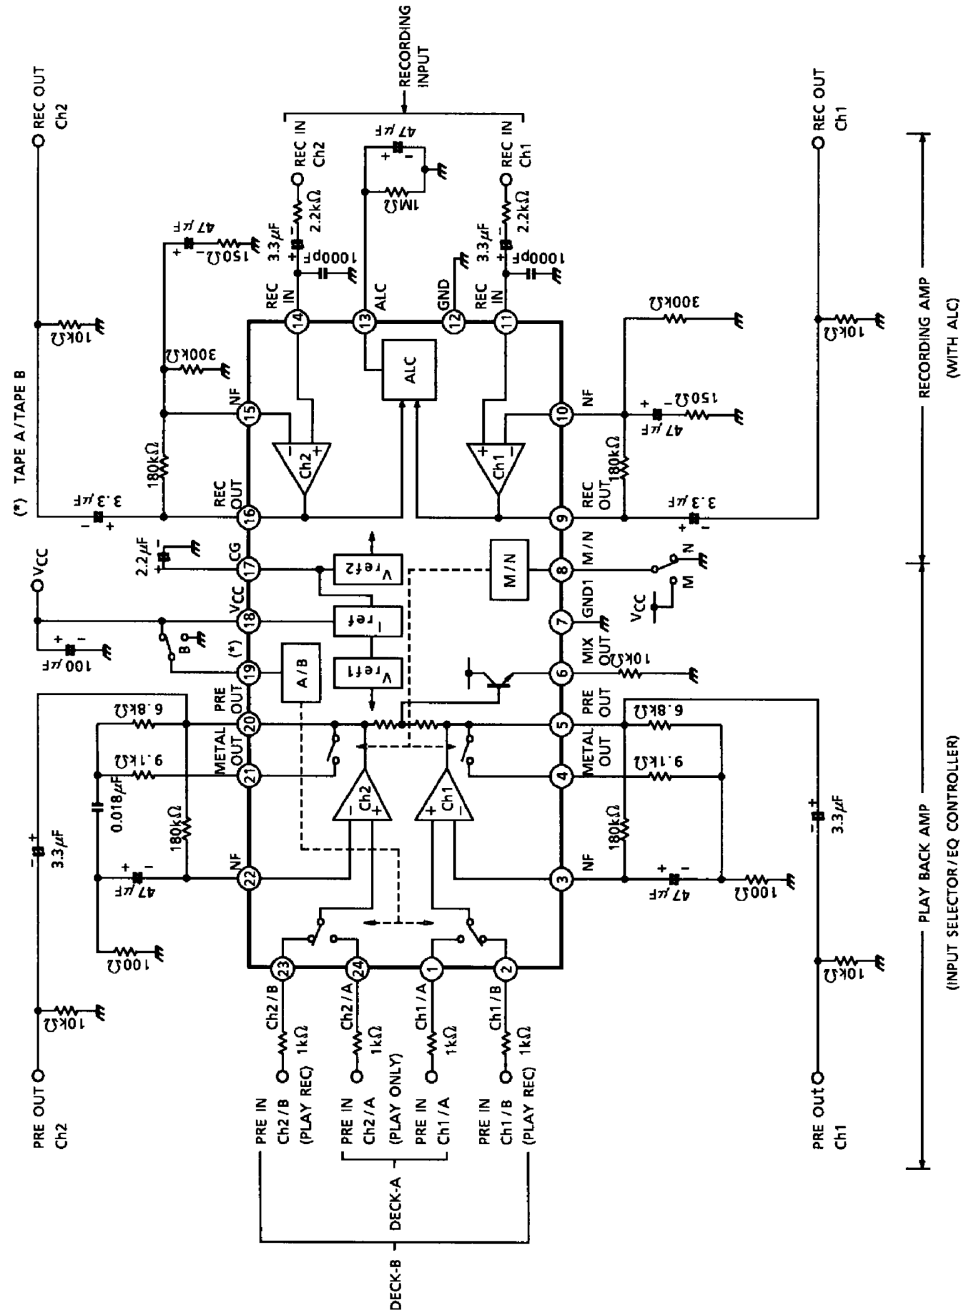 (*) TAPE A/TAPE B
REC OUT
Ch2
10kΩ
3.3µF
180kΩ
300kΩ
47µF
150Ω
VCC
100µF
B
2.2µF
PRE OUT
Ch2
10kΩ
3.3µF
100Ω
47µF
0.018µF
180kΩ
9.1kΩ
6.8kΩ
22
NF
21
METAL OUT
20
PRE OUT
19
(*)
18
VCC
17
CG
16
REC OUT
15
NF
14
REC IN
13
ALC
12
GND
11
REC IN
10
NF
9
REC OUT
8
M/N
7
GND1
6
MIX OUT
5
PRE OUT
4
METAL OUT
3
NF
23
Ch2/B
24
Ch2/A
1
Ch1/A
2
Ch1/B
1kΩ
1kΩ
1kΩ
1kΩ
PRE IN
Ch2/B
(PLAY REC)
PRE IN
Ch2/A
(PLAY ONLY)
PRE IN
Ch1/A
PRE IN
Ch1/B
(PLAY REC)
DECK-A
DECK-B
Ch2
Ch1
A/B
Vref1
Iref
Vref2
M/N
Ch2
Ch1
ALC
3.3µF
2.2kΩ
1000pF
REC IN
Ch2
47µF
1MΩ
3.3µF
2.2kΩ
1000pF
REC IN
Ch1
RECORDING
INPUT
180kΩ
47µF
100Ω
9.1kΩ
6.8kΩ
10kΩ
VCC
M
N
180kΩ
47µF
150Ω
300kΩ
3.3µF
10kΩ
REC OUT
Ch1
PRE OUT
Ch1
10kΩ
3.3µF
PLAY BACK AMP
(INPUT SELECTOR/EQ CONTROLLER)
RECORDING AMP
(WITH ALC)